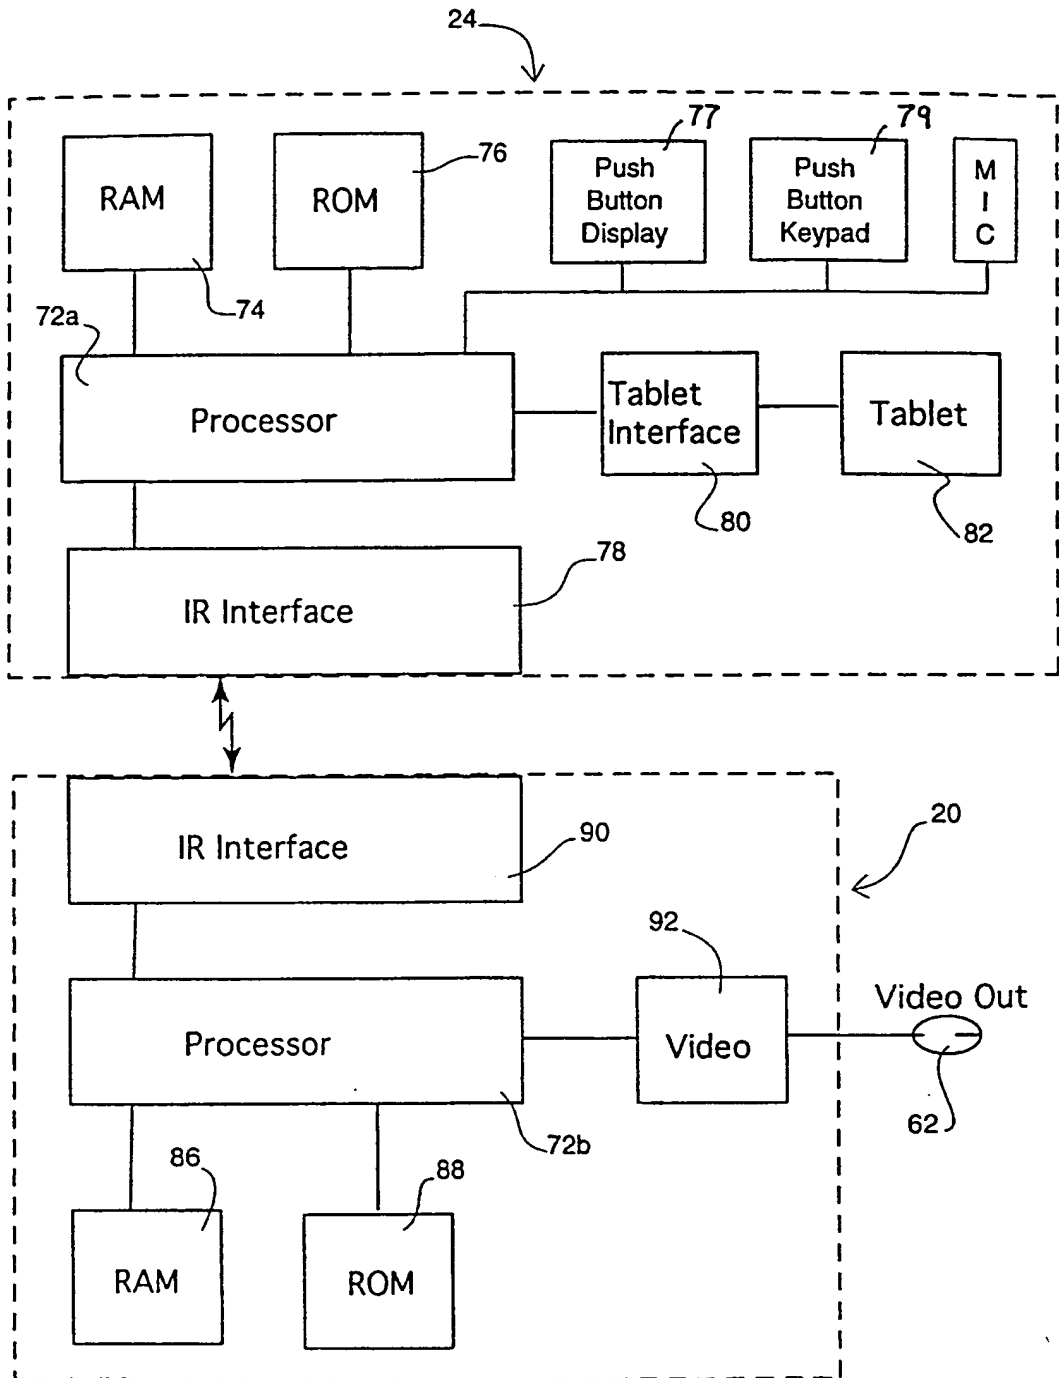 24
77
79
76
RAM
ROM
Push
Button
Display
Push
Button
Keypad
M
I
C
74
72a
Processor
Tablet
Interface
Tablet
80
82
78
IR Interface
IR Interface
90
20
92
Video Out
Processor
Video
62
72b
86
88
RAM
ROM